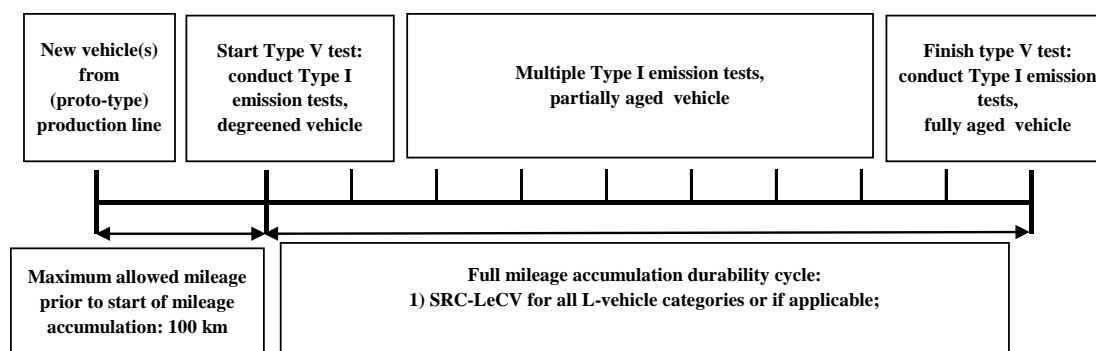 New vehicle(s)
from
(proto-type)
production line
Start Type V test:
conduct Type I
emission tests,
degreened vehicle
Multiple Type I emission tests,
partially aged  vehicle
Finish type V test:
conduct Type I emission
tests,
fully aged  vehicle
Maximum allowed mileage
prior to start of mileage
accumulation: 100 km
Full mileage accumulation durability cycle:
1) SRC-LeCV for all L-vehicle categories or if applicable;